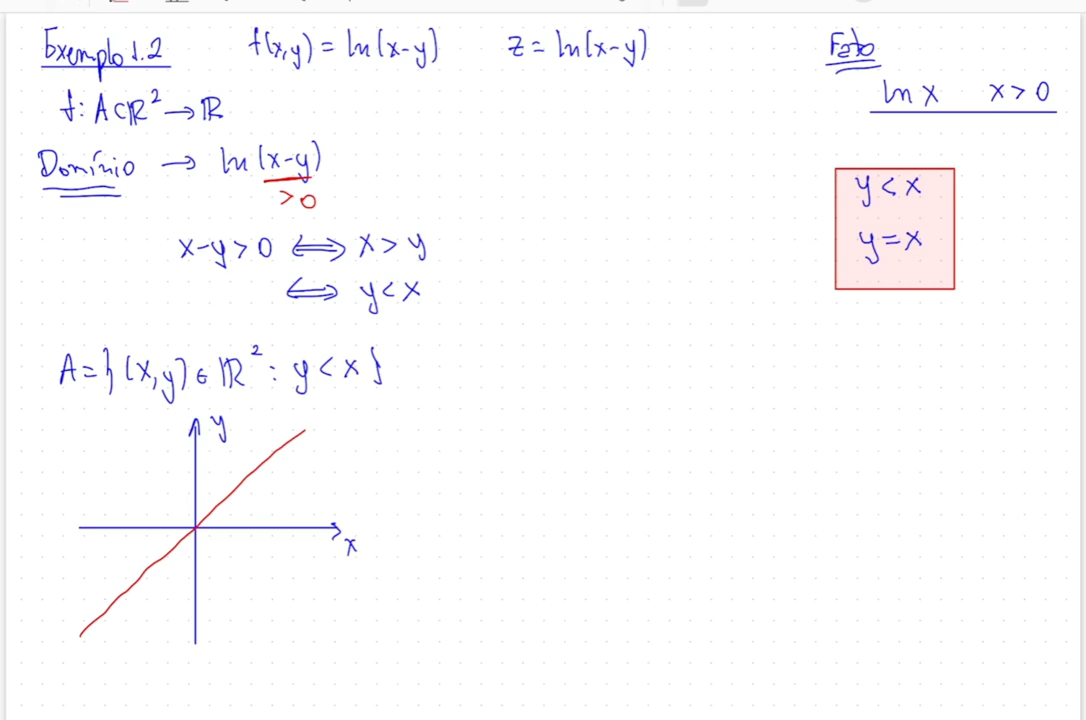 Exemplo 1.2 f(x,y) = ln(x-y) z = ln(x-y)
f: A⊂ℝ² → ℝ
Domínio → ln(x-y)
>0
x-y>0 ⟺ x>y
⟺ y<x
A={(x,y)∈ℝ²: y<x}
y
x
Fato
ln x x>0
y<x
y=x